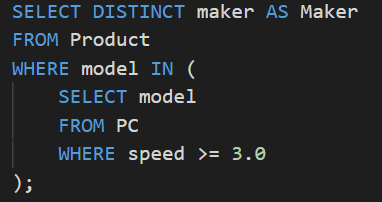 SELECT DISTINCT maker AS Maker
FROM Product
WHERE model IN (
    SELECT model
    FROM PC
    WHERE speed >= 3.0
);